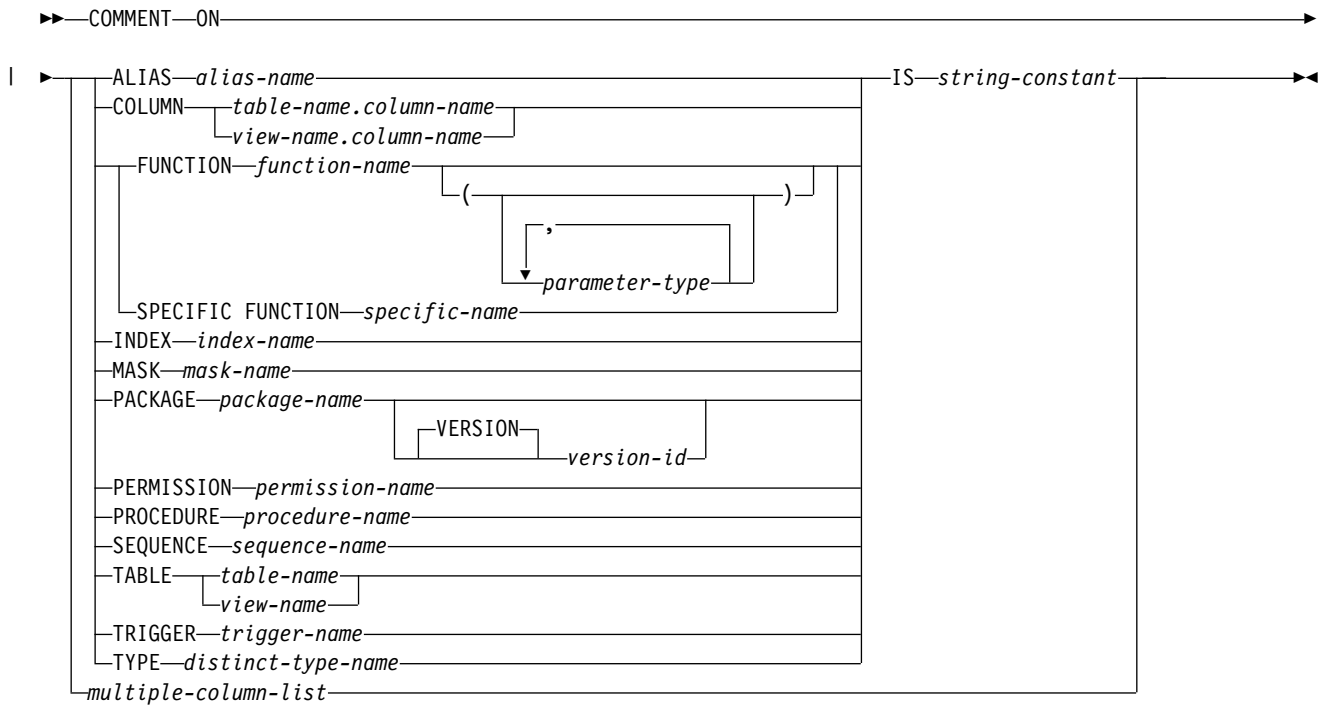 COMMENT ON
ALIAS alias-name IS string-constant
COLUMN table-name.column-name
view-name.column-name
FUNCTION function-name
( )
,
parameter-type
SPECIFIC FUNCTION specific-name
INDEX index-name
MASK mask-name
PACKAGE package-name
VERSION
version-id
PERMISSION permission-name
PROCEDURE procedure-name
SEQUENCE sequence-name
TABLE table-name
view-name
TRIGGER trigger-name
TYPE distinct-type-name
multiple-column-list